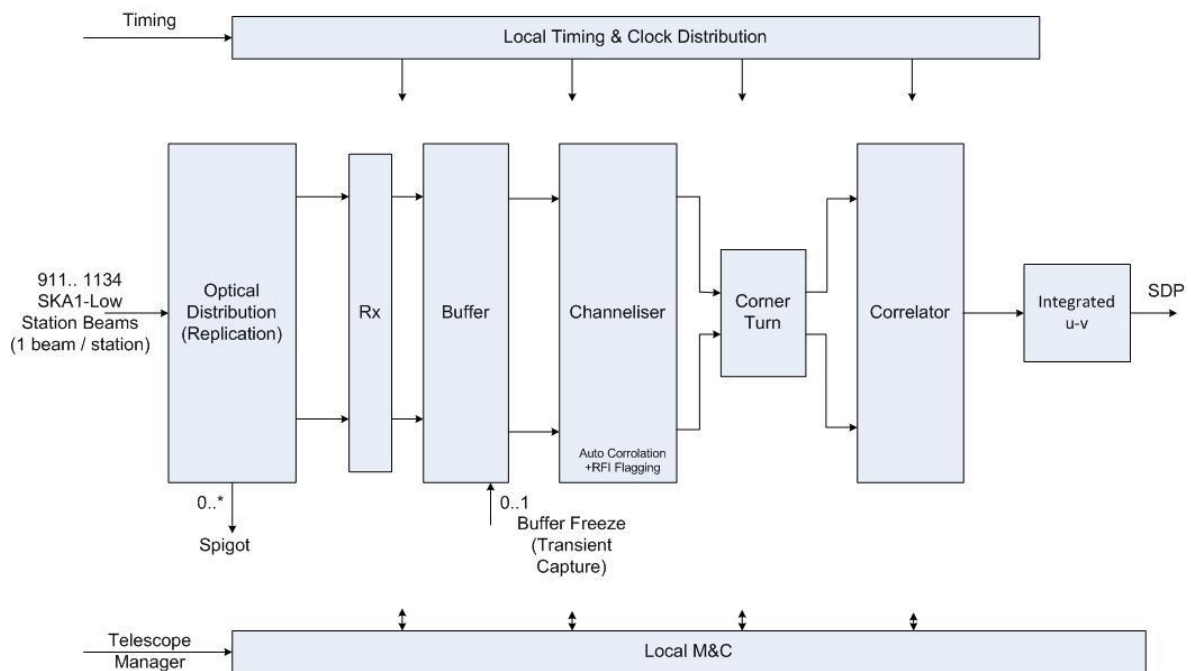 Timing
Local Timing & Clock Distribution
911.. 1134
SKA1-Low
Station Beams
(1 beam / station)
Optical
Distribution
(Replication)
Rx
Buffer
Channeliser
Auto Corrolation
+RFI Flagging
Corner
Turn
Correlator
Integrated
u-v
SDP
0..*
Spigot
0..1
Buffer Freeze
(Transient
Capture)
Telescope
Manager
Local M&C